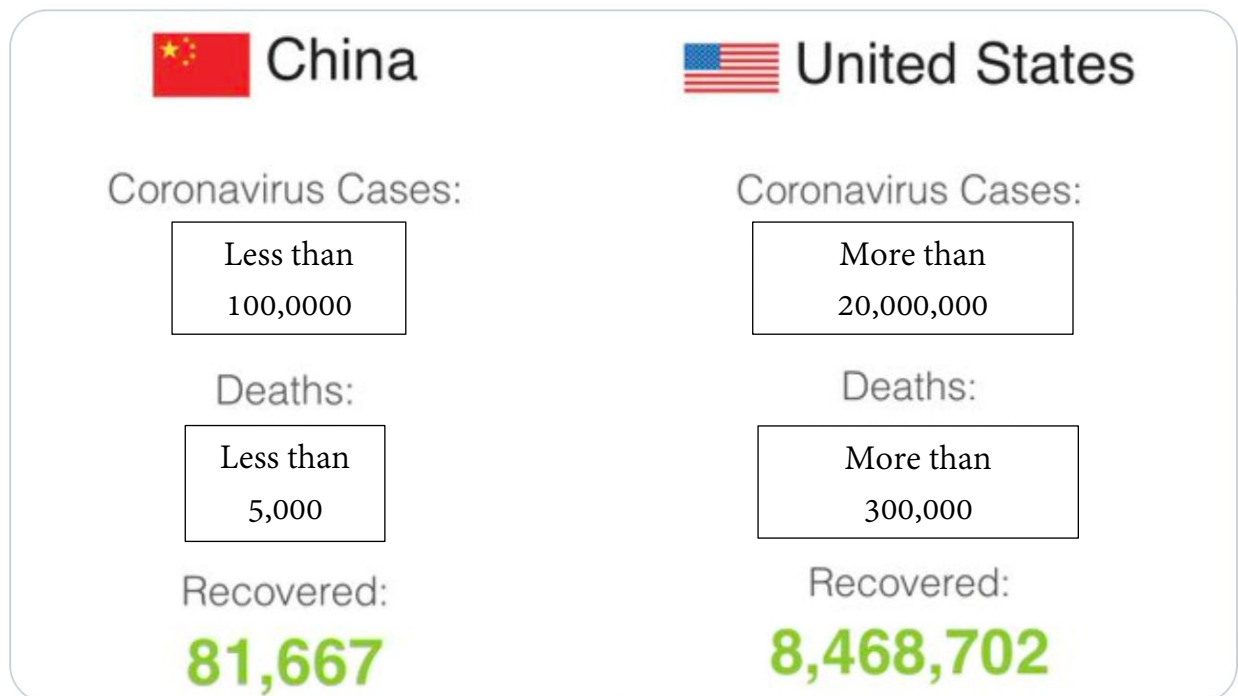 China
Coronavirus Cases:
Less than
100,0000
Deaths:
Less than
5,000
Recovered:
81,667
United States
Coronavirus Cases:
More than
20,000,000
Deaths:
More than
300,000
Recovered:
8,468,702